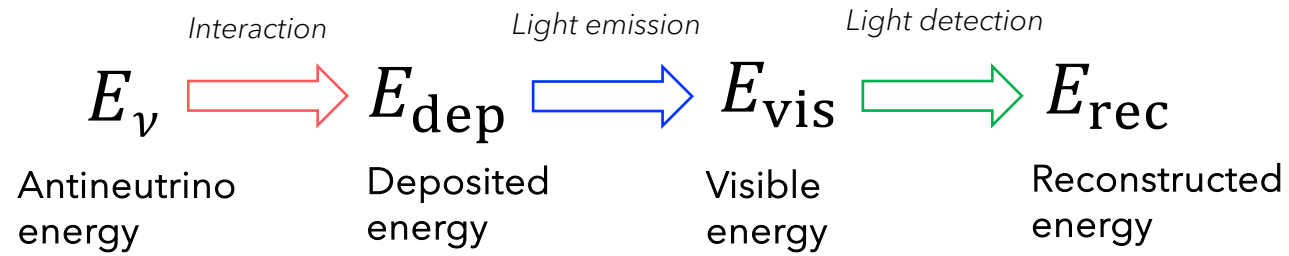 Interaction Light emission Light detection
E_ν E_dep E_vis E_rec
Antineutrino Deposited Visible Reconstructed
energy energy energy energy